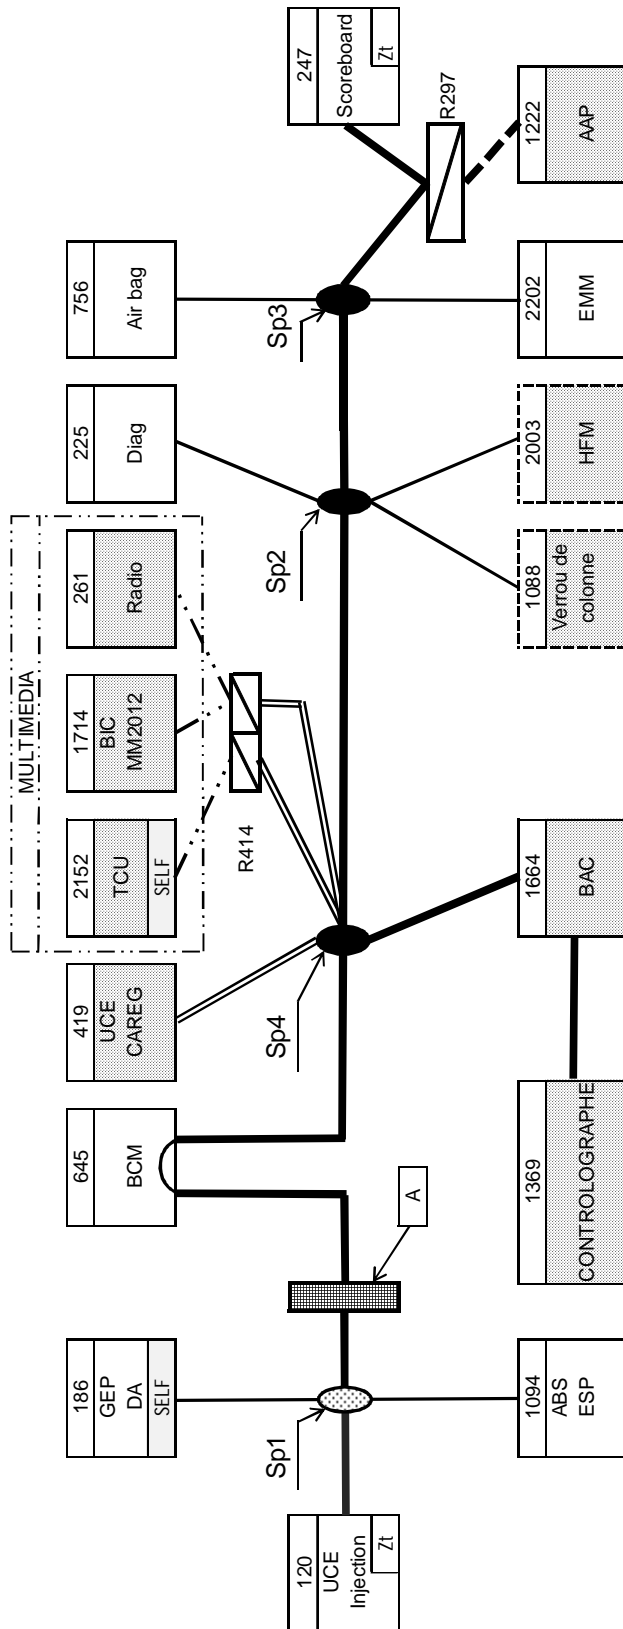 MULTIMEDIA
186
GEP
DA
SELF
645
BCM
419
UCE
CAREG
2152
TCU
SELF
1714
BIC
MM2012
261
Radio
225
Diag
756
Air bag
R414
Sp1
Sp4
Sp2
Sp3
120
UCE
Injection
Zt
247
Scoreboard
Zt
A
R297
1094
ABS
ESP
1369
CONTROLOGRAPHE
1664
BAC
1088
Verrou de
colonne
2003
HFM
2202
EMM
1222
AAP